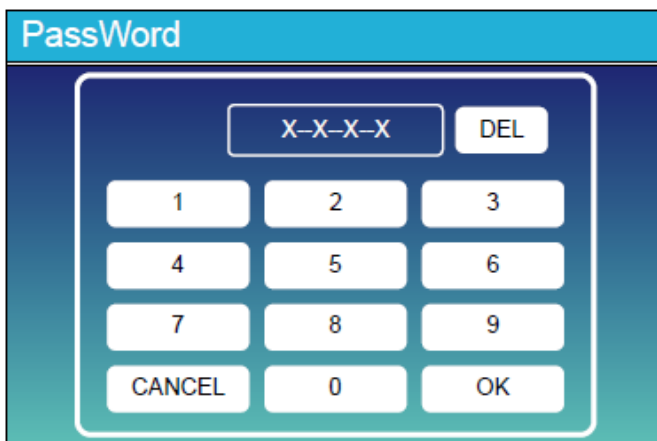 PassWord
X--X--X--X DEL
1 2 3
4 5 6
7 8 9
CANCEL 0 OK